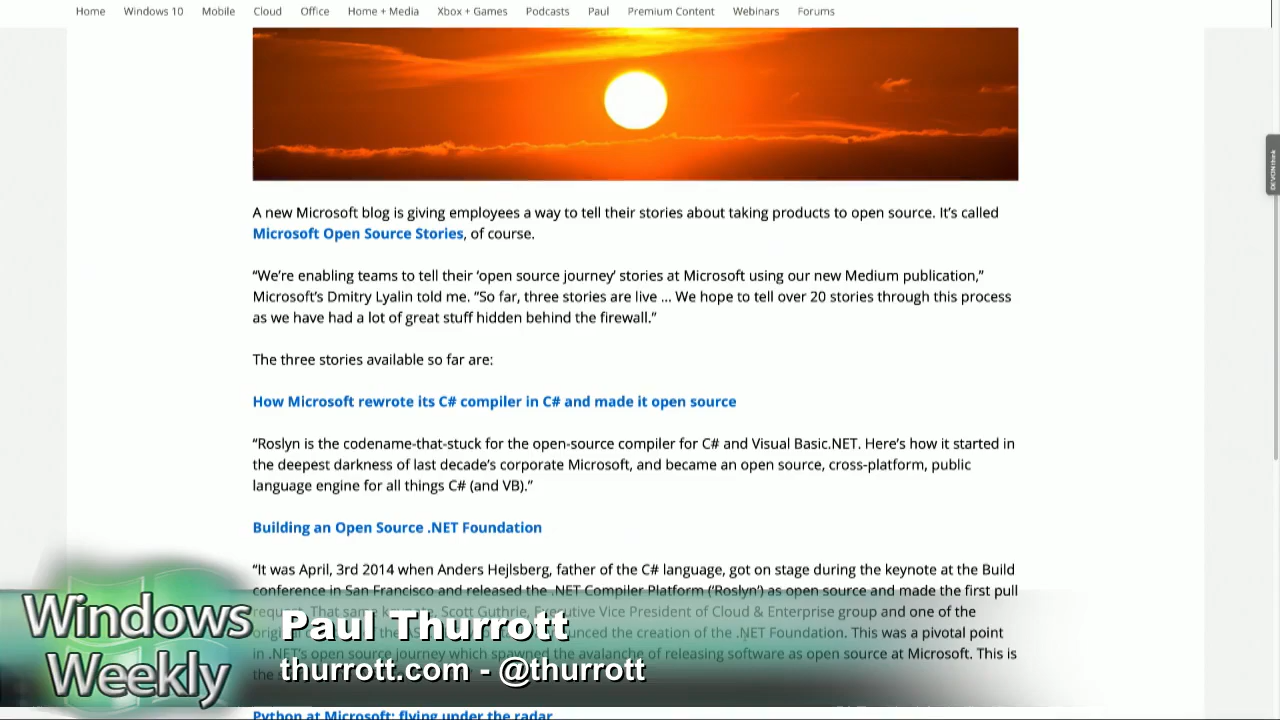 Home Windows 10 Mobile Cloud Office Home + Media Xbox + Games Podcasts Paul Premium Content Webinars Forums
A new Microsoft blog is giving employees a way to tell their stories about taking products to open source. It’s called
Microsoft Open Source Stories, of course.
“We’re enabling teams to tell their ‘open source journey’ stories at Microsoft using our new Medium publication,”
Microsoft’s Dmitry Lyalin told me. “So far, three stories are live ... We hope to tell over 20 stories through this process
as we have had a lot of great stuff hidden behind the firewall.”
The three stories available so far are:
How Microsoft rewrote its C# compiler in C# and made it open source
“Roslyn is the codename-that-stuck for the open-source compiler for C# and Visual Basic.NET. Here’s how it started in
the deepest darkness of last decade’s corporate Microsoft, and became an open source, cross-platform, public
language engine for all things C# (and VB).”
Building an Open Source .NET Foundation
“It was April, 3rd 2014 when Anders Hejlsberg, father of the C# language, got on stage during the keynote at the Build
conference in San Francisco and released the .NET Compiler Platform (‘Roslyn’) as open source and made the first pull
request. That same keynote, Scott Guthrie, Executive Vice President of Cloud & Enterprise group and one of the
the creation of the .NET Foundation. This was a pivotal point
in .NET’s open source journey which spawned the avalanche of releasing software as open source at Microsoft. This is
the
Python at Microsoft: flying under the radar
Windows
Weekly
Paul Thurrott
thurrott.com - @thurrott